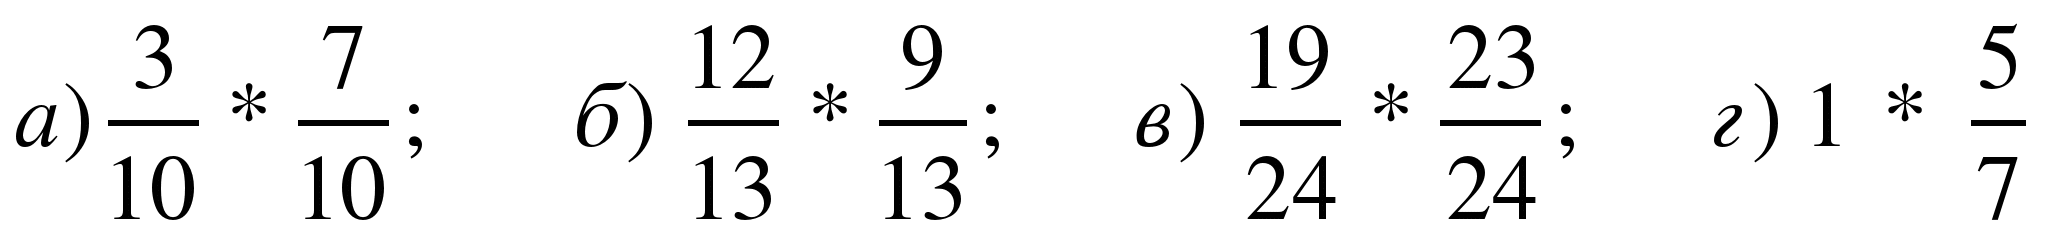 а) 3/10 * 7/10; б) 12/13 * 9/13; в) 19/24 * 23/24; г) 1 * 5/7